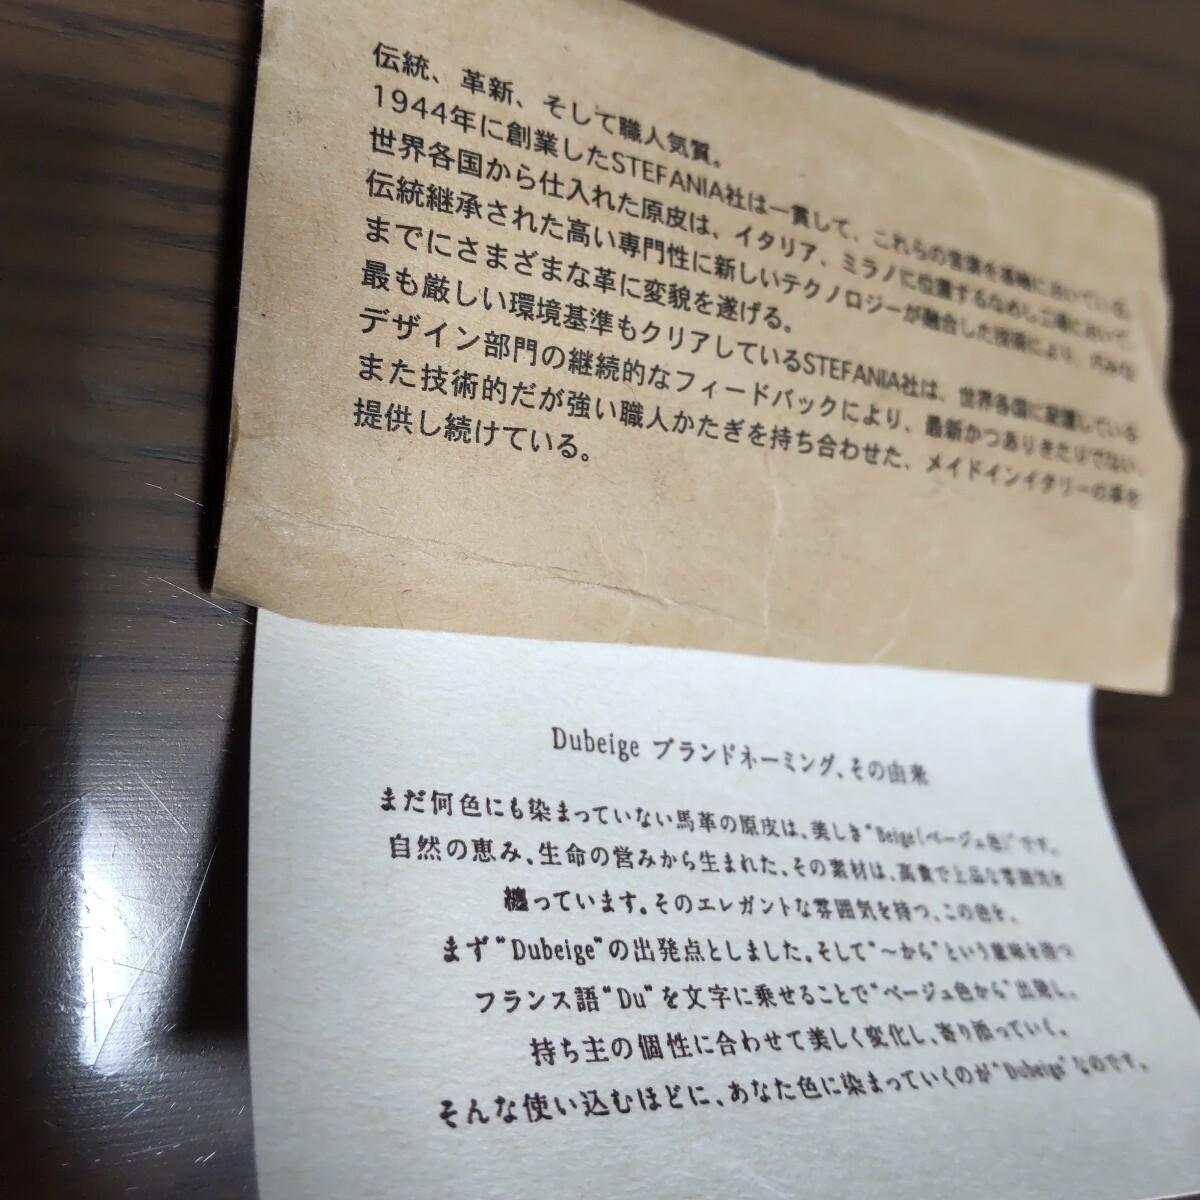 伝統、革新、そして職人気質。
1944年に創業したSTEFANIA社は一貫して、これらの言葉を基軸においている。
世界各国から仕入れた原皮は、イタリア、ミラノに位置するなめし工場において、
伝統継承された高い専門性に新しいテクノロジーが融合した技術により、穴みな
までにさまざまな革に変貌を遂げる。
最も厳しい環境基準もクリアしているSTEFANIA社は、世界各国に配置している
デザイン部門の継続的なフィードバックにより、最新かつありきたりでない、
また技術的だが強い職人かたぎを持ち合わせた、メイドインイタリーの革を
提供し続けている。
Dubeige ブランドネーミング、その由来
まだ何色にも染まっていない馬革の原皮は、美しき“Beige(ベージュ色)”です。
自然の恵み、生命の営みから生まれた、その素材は、高貴で上品な雰囲気を
纏っています。そのエレガントな雰囲気を持つ、この色を、
まず“Dubeige”の出発点としました。そして“～から”という意味を持つ
フランス語“Du”を文字に乗せることで“ベージュ色から”出発し、
持ち主の個性に合わせて美しく変化し、寄り添っていく。
そんな使い込むほどに、あなた色に染まっていくのが“Dubeige”なのです。